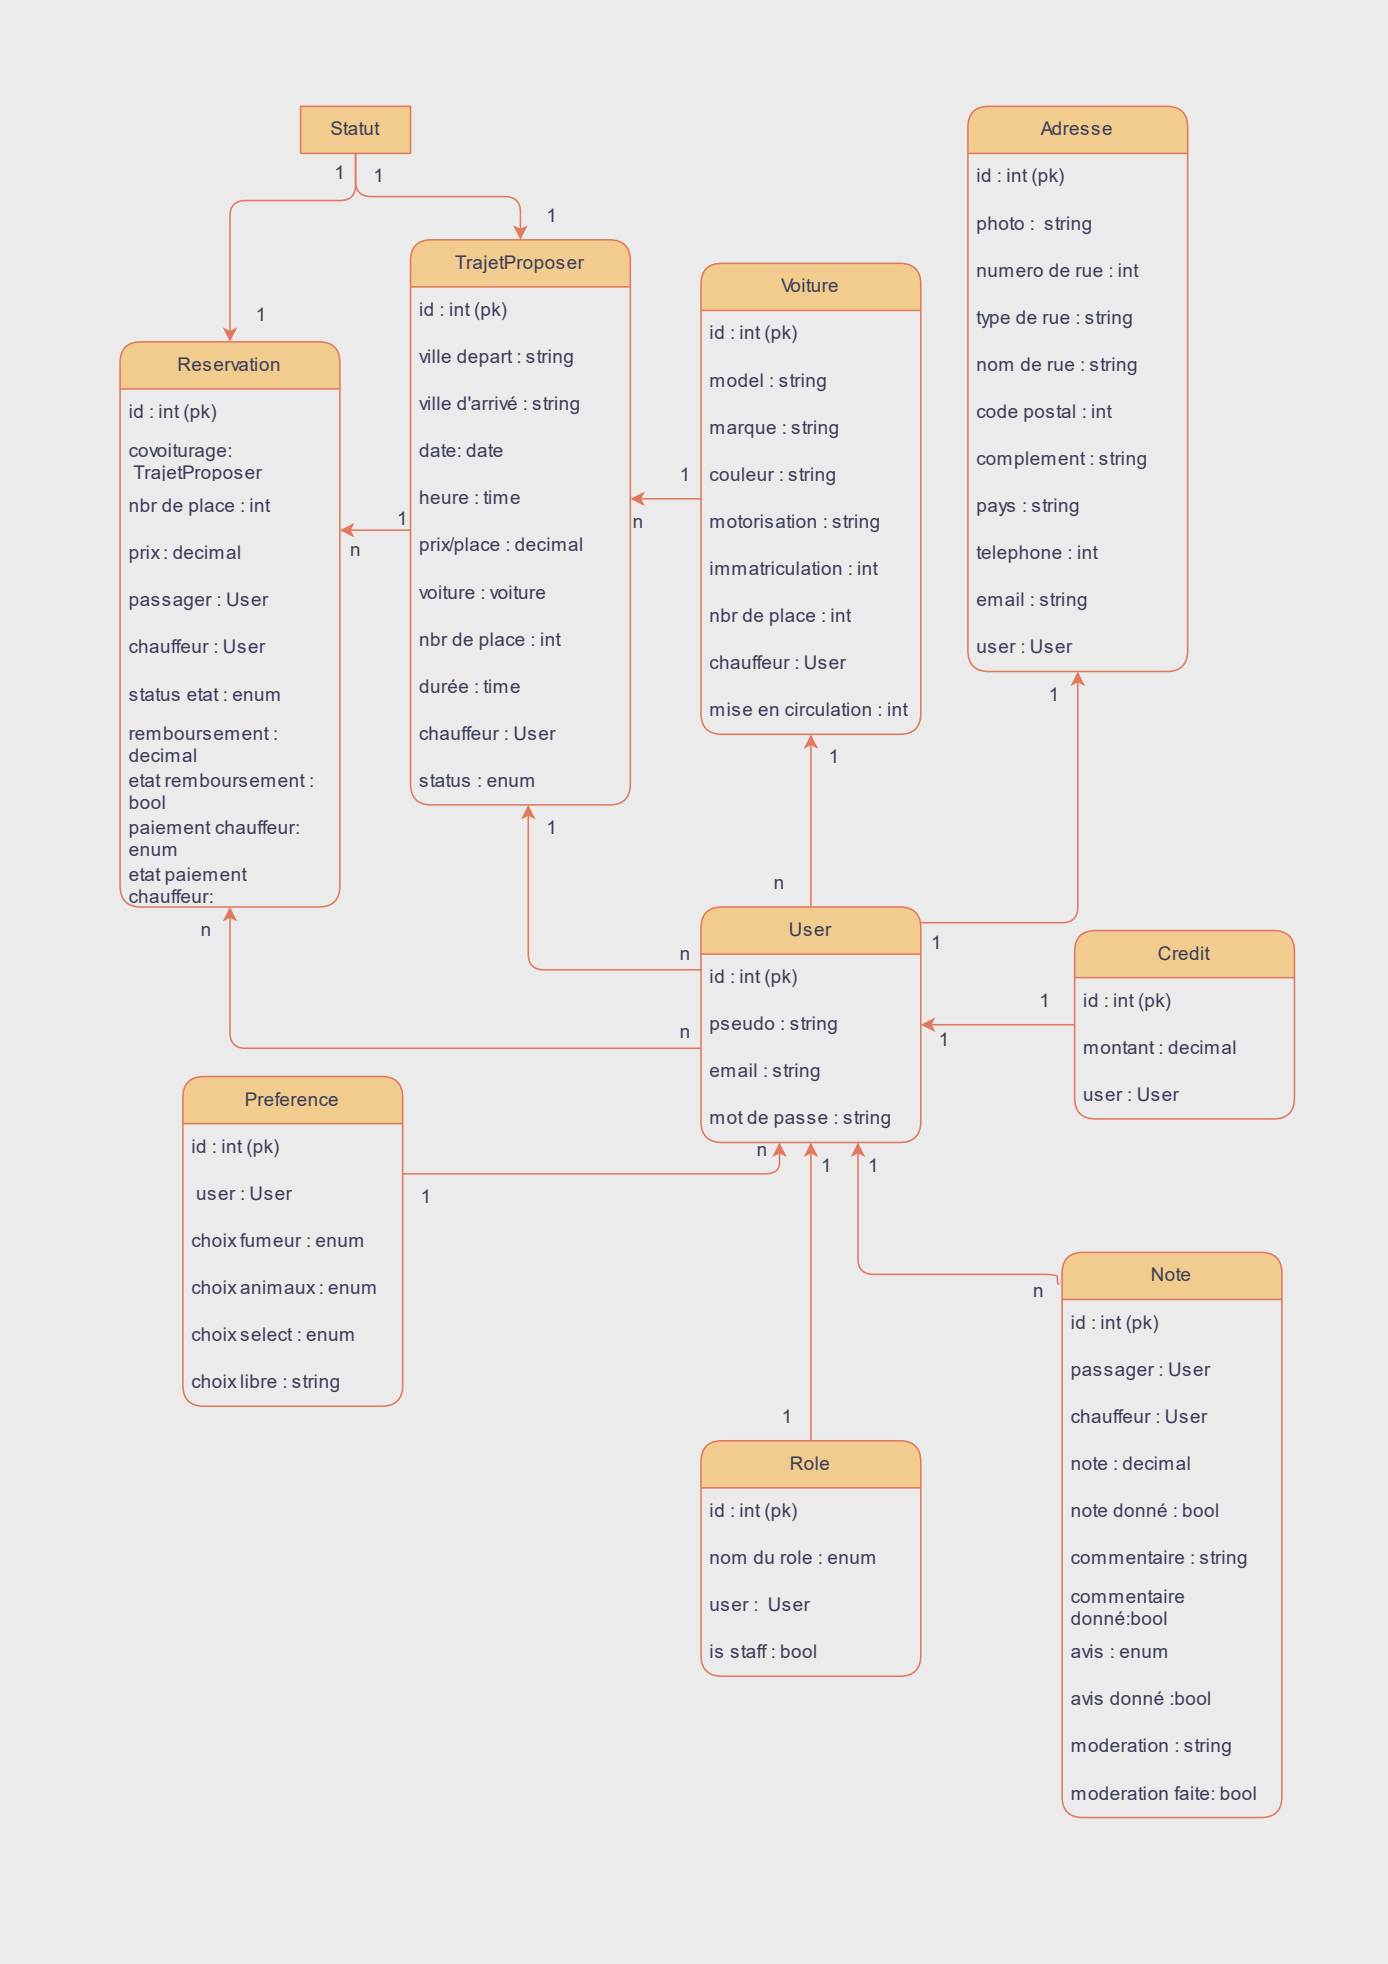 Statut
1
1
1
1
Adresse
id : int (pk)
photo :  string
numero de rue : int
type de rue : string
nom de rue : string
code postal : int
complement : string
pays : string
telephone : int
email : string
user : User
1
TrajetProposer
id : int (pk)
ville depart : string
ville d'arrivé : string
date: date
heure : time
prix/place : decimal
voiture : voiture
nbr de place : int
durée : time
chauffeur : User
status : enum
1
Voiture
id : int (pk)
model : string
marque : string
couleur : string
motorisation : string
immatriculation : int
nbr de place : int
chauffeur : User
mise en circulation : int
1
n
1
n
Reservation
id : int (pk)
covoiturage:
TrajetProposer
nbr de place : int
prix : decimal
passager : User
chauffeur : User
status etat : enum
remboursement :
decimal
etat remboursement :
bool
paiement chauffeur:
enum
etat paiement
chauffeur:
n
1
n
User
id : int (pk)
pseudo : string
email : string
mot de passe : string
n
n
1
1
1
Credit
id : int (pk)
montant : decimal
user : User
Preference
id : int (pk)
user : User
choix fumeur : enum
choix animaux : enum
choix select : enum
choix libre : string
1
n
1
1
n
1
Role
id : int (pk)
nom du role : enum
user :  User
is staff : bool
Note
id : int (pk)
passager : User
chauffeur : User
note : decimal
note donné : bool
commentaire : string
commentaire
donné:bool
avis : enum
avis donné :bool
moderation : string
moderation faite: bool